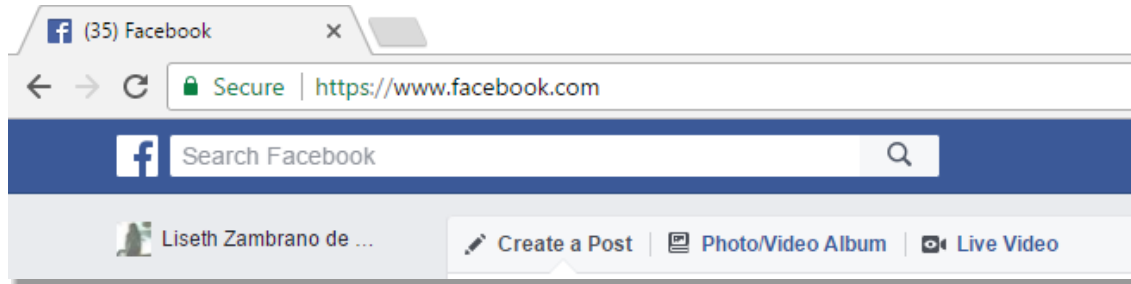 (35) Facebook
Secure | https://www.facebook.com
Search Facebook
Liseth Zambrano de ...
Create a Post | Photo/Video Album | Live Video